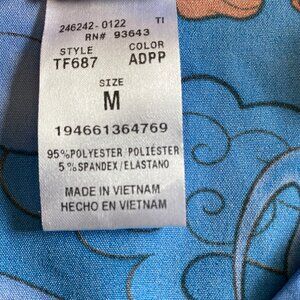 246242-0122 TI
RN# 93643
STYLE COLOR
TF687 ADPP
SIZE
M
194661364769
95%POLYESTER/POLIÉSTER
5%SPANDEX/ELASTANO
MADE IN VIETNAM
HECHO EN VIETNAM